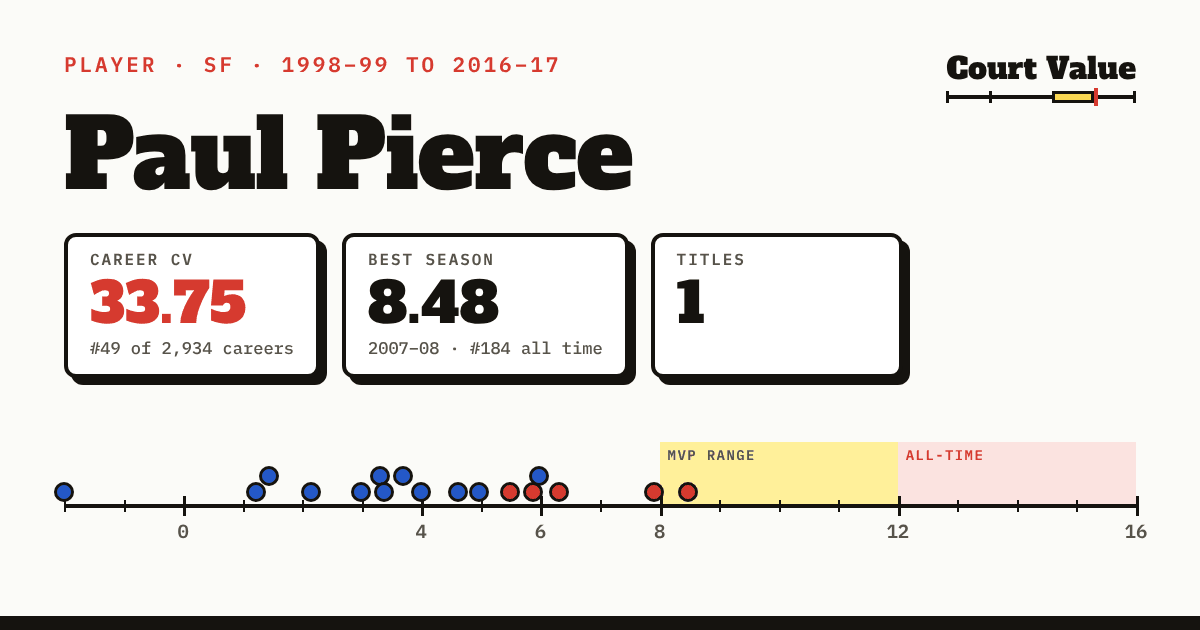 PLAYER · SF · 1998–99 TO 2016–17
Court Value
Paul Pierce
CAREER CV
33.75
#49 of 2,934 careers
BEST SEASON
8.48
2007–08 · #184 all time
TITLES
1
MVP RANGE
ALL-TIME
0 4 6 8 12 16